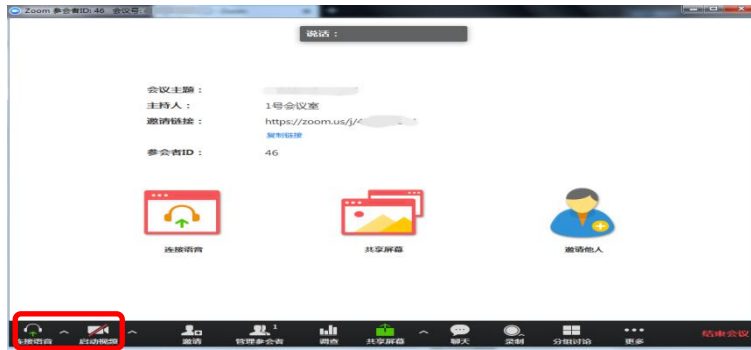 Zoom 参会者ID: 46 会议号:
说话：
会议主题：
主持人： 1号会议室
邀请链接： https://zoom.us/j/
复制链接
参会者ID： 46
连接语音 共享屏幕 邀请他人
连接语音 启动视频 邀请 管理参会者 1 调查 共享屏幕 聊天 录制 分组讨论 更多 结束会议